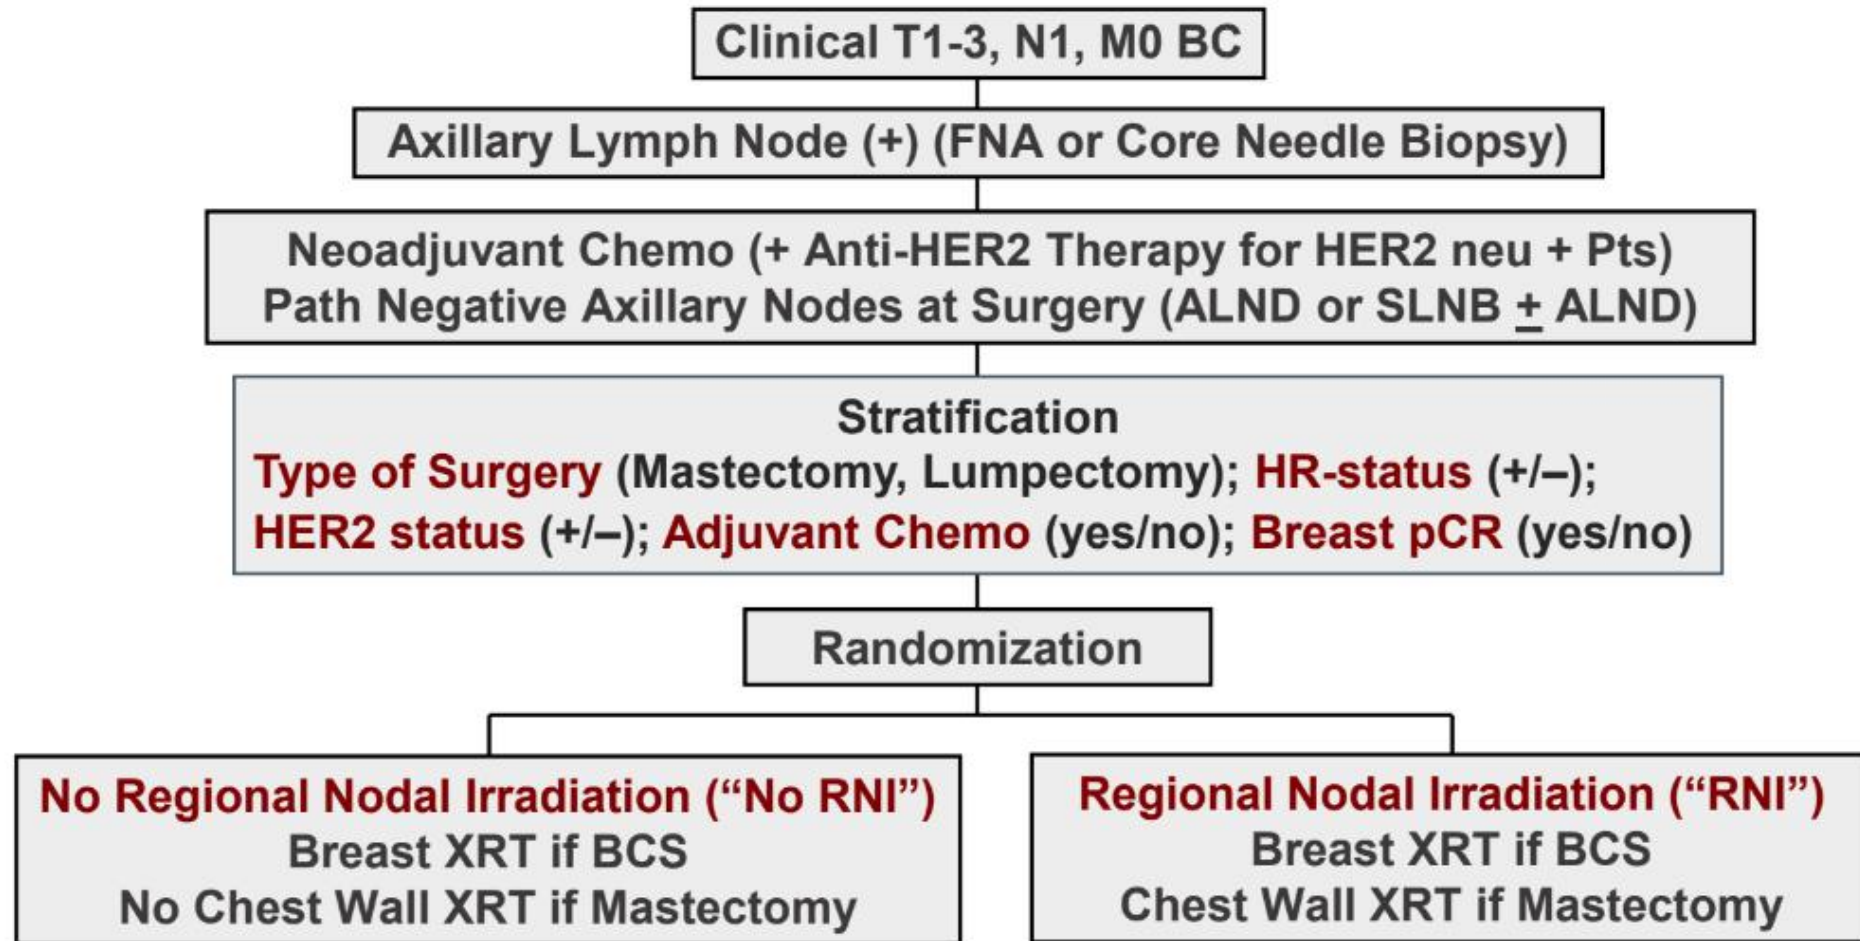 Clinical T1-3, N1, M0 BC
Axillary Lymph Node (+) (FNA or Core Needle Biopsy)
Neoadjuvant Chemo (+ Anti-HER2 Therapy for HER2 neu + Pts)
Path Negative Axillary Nodes at Surgery (ALND or SLNB ± ALND)
Stratification
Type of Surgery (Mastectomy, Lumpectomy); HR-status (+/–);
HER2 status (+/–); Adjuvant Chemo (yes/no); Breast pCR (yes/no)
Randomization
No Regional Nodal Irradiation (“No RNI”)
Breast XRT if BCS
No Chest Wall XRT if Mastectomy
Regional Nodal Irradiation (“RNI”)
Breast XRT if BCS
Chest Wall XRT if Mastectomy